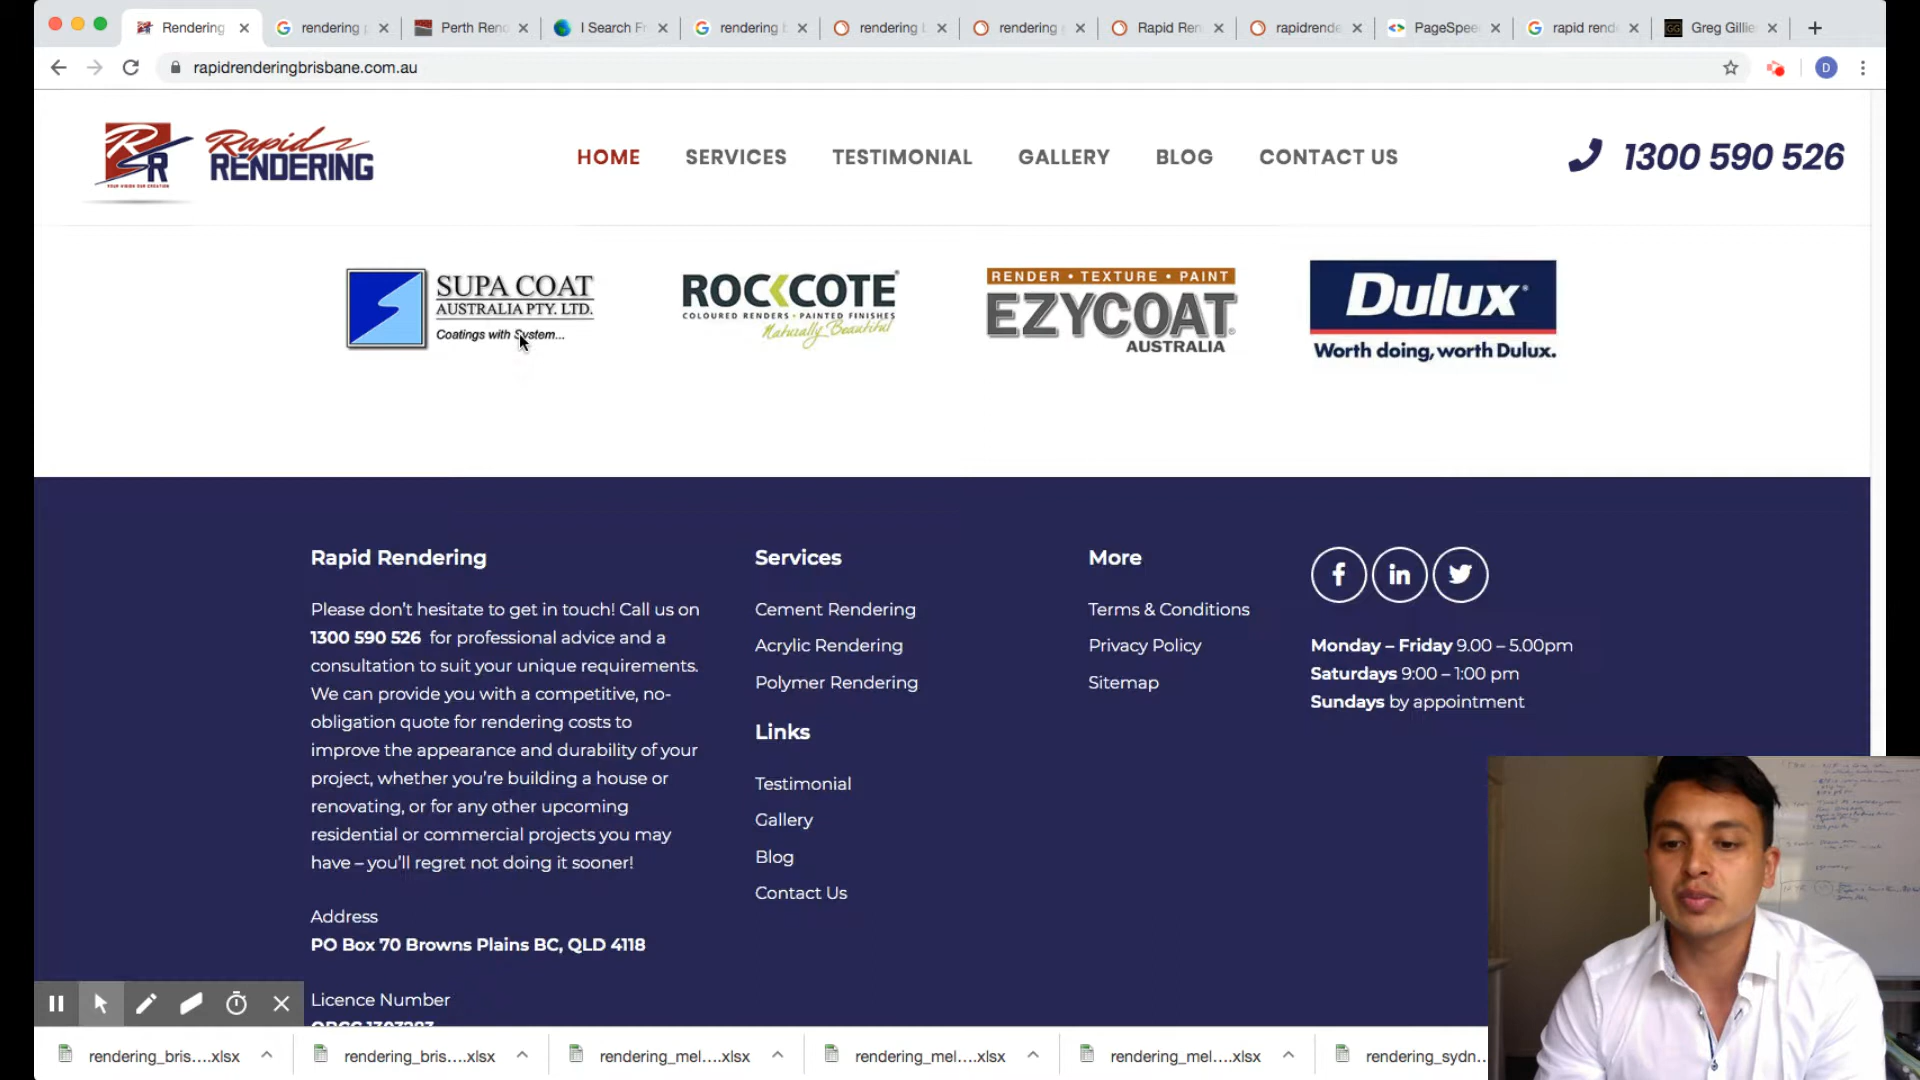 Rendering
rendering p
Perth Reno
I Search Fr
rendering b
rendering b
rendering
Rapid Ren
rapidrende
PageSpee
rapid rend
Greg Gillie
rapidrenderingbrisbane.com.au
D
RSR
YOUR VISION OUR CREATION
Rapid
RENDERING
HOME
SERVICES
TESTIMONIAL
GALLERY
BLOG
CONTACT US
1300 590 526
SUPA COAT
AUSTRALIA PTY. LTD.
Coatings with System...
ROCKCOTE
COLOURED RENDERS • PAINTED FINISHES
Naturally Beautiful
RENDER • TEXTURE • PAINT
EZYCOAT
AUSTRALIA
Dulux
Worth doing, worth Dulux.
Rapid Rendering
Please don't hesitate to get in touch! Call us on
1300 590 526 for professional advice and a
consultation to suit your unique requirements.
We can provide you with a competitive, no-
obligation quote for rendering costs to
improve the appearance and durability of your
project, whether you're building a house or
renovating, or for any other upcoming
residential or commercial projects you may
have – you'll regret not doing it sooner!
Address
PO Box 70 Browns Plains BC, QLD 4118
Licence Number
Services
Cement Rendering
Acrylic Rendering
Polymer Rendering
Links
Testimonial
Gallery
Blog
Contact Us
More
Terms & Conditions
Privacy Policy
Sitemap
Monday – Friday 9.00 – 5.00pm
Saturdays 9:00 – 1:00 pm
Sundays by appointment
rendering_bris....xlsx
rendering_bris....xlsx
rendering_mel....xlsx
rendering_mel....xlsx
rendering_mel....xlsx
rendering_sydn...